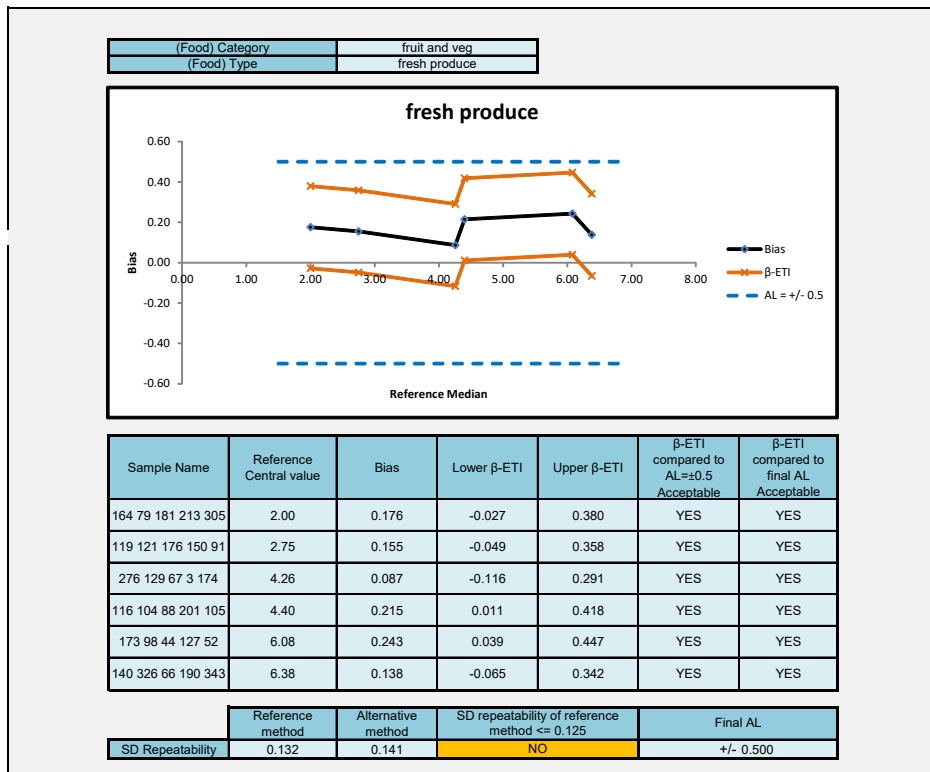 (Food) Category fruit and veg
(Food) Type fresh produce
fresh produce
0.60
0.40
0.20
0.00
-0.20
-0.40
-0.60
0.00 1.00 2.00 3.00 4.00 5.00 6.00 7.00 8.00
Bias
Reference Median
Bias
β-ETI
AL = +/- 0.5
Sample Name Reference Central value Bias Lower β-ETI Upper β-ETI β-ETI compared to AL=±0.5 Acceptable β-ETI compared to final AL Acceptable
164 79 181 213 305 2.00 0.176 -0.027 0.380 YES YES
119 121 176 150 91 2.75 0.155 -0.049 0.358 YES YES
276 129 67 3 174 4.26 0.087 -0.116 0.291 YES YES
116 104 88 201 105 4.40 0.215 0.011 0.418 YES YES
173 98 44 127 52 6.08 0.243 0.039 0.447 YES YES
140 326 66 190 343 6.38 0.138 -0.065 0.342 YES YES
Reference method Alternative method SD repeatability of reference method <= 0.125 Final AL
SD Repeatability 0.132 0.141 NO +/- 0.500